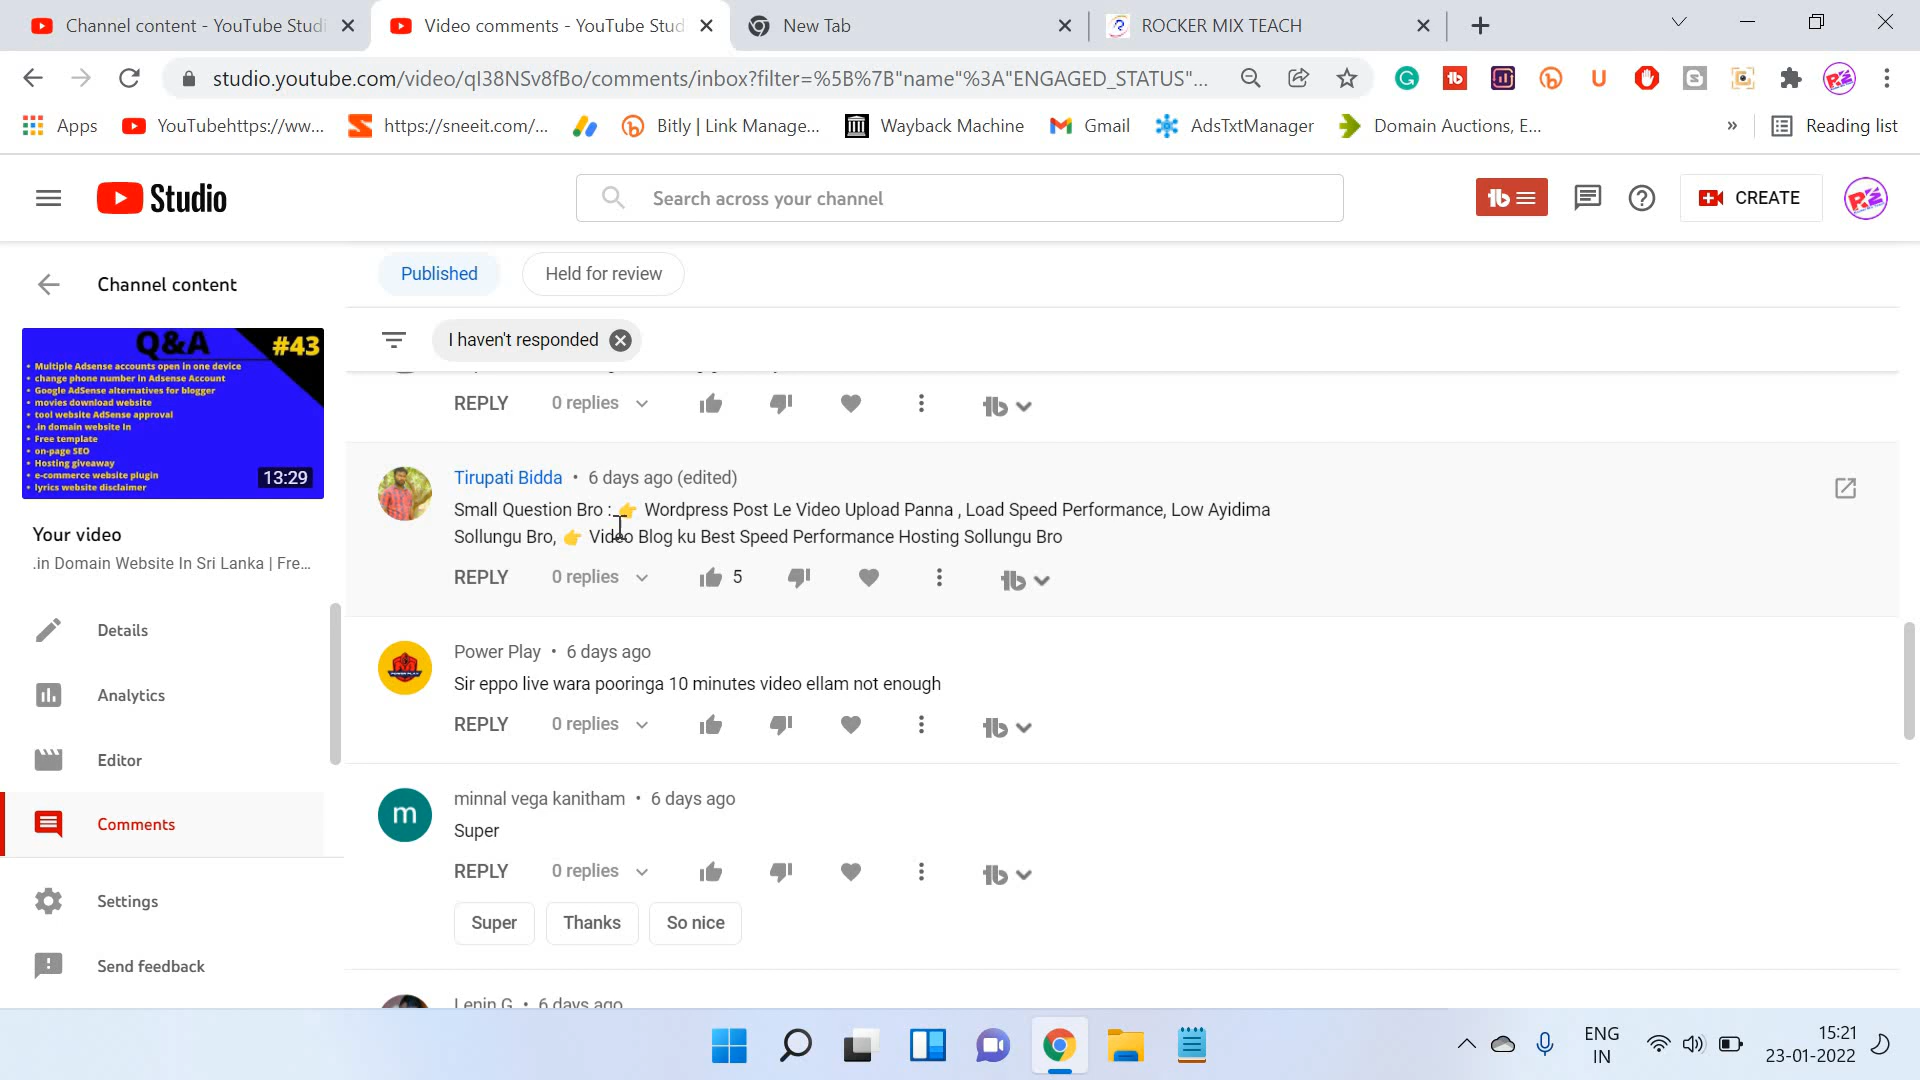 Channel content - YouTube Studi
Video comments - YouTube Stud
New Tab
ROCKER MIX TEACH
studio.youtube.com/video/qI38NSv8fBo/comments/inbox?filter=%5B%7B"name"%3A"ENGAGED_STATUS"...
Apps
YouTubehttps://ww...
https://sneeit.com/...
Bitly | Link Manage...
Wayback Machine
Gmail
AdsTxtManager
Domain Auctions, E...
»
Reading list
Studio
Search across your channel
CREATE
Channel content
Published
Held for review
I haven't responded
Q&A
#43
• Multiple Adsense accounts open in one device
• change phone number in Adsense Account
• Google AdSense alternatives for blogger
• movies download website
• tool website AdSense approval
• .in domain website In
• Free template
• on-page SEO
• Hosting giveaway
• e-commerce website plugin
• lyrics website disclaimer
13:29
Your video
.in Domain Website In Sri Lanka | Fre...
Details
Analytics
Editor
Comments
Settings
Send feedback
REPLY 0 replies
Tirupati Bidda • 6 days ago (edited)
Small Question Bro : 👉 Wordpress Post Le Video Upload Panna , Load Speed Performance, Low Ayidima
Sollungu Bro, 👉 Video Blog ku Best Speed Performance Hosting Sollungu Bro
REPLY 0 replies 5
Power Play • 6 days ago
Sir eppo live wara pooringa 10 minutes video ellam not enough
REPLY 0 replies
m
minnal vega kanitham • 6 days ago
Super
REPLY 0 replies
Super Thanks So nice
Lenin G • 6 days ago
ENG
IN
15:21
23-01-2022